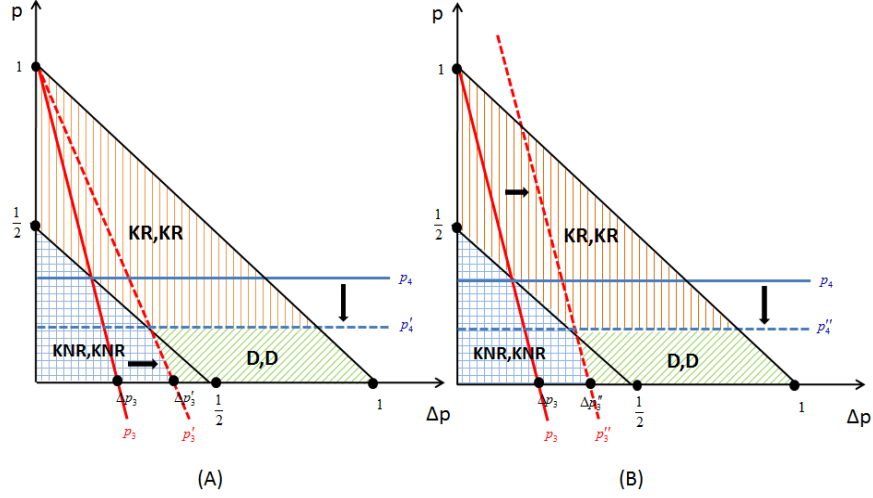 p
1
1/2
KR,KR
p₄
p₄′
KNR,KNR
D,D
Δp₃
Δp₃′
1/2
1
Δp
p₃
p₃′
(A)
p
1
1/2
KR,KR
p₄
p₄″
KNR,KNR
D,D
Δp₃
Δp₃″
1/2
1
Δp
p₃
p₃″
(B)